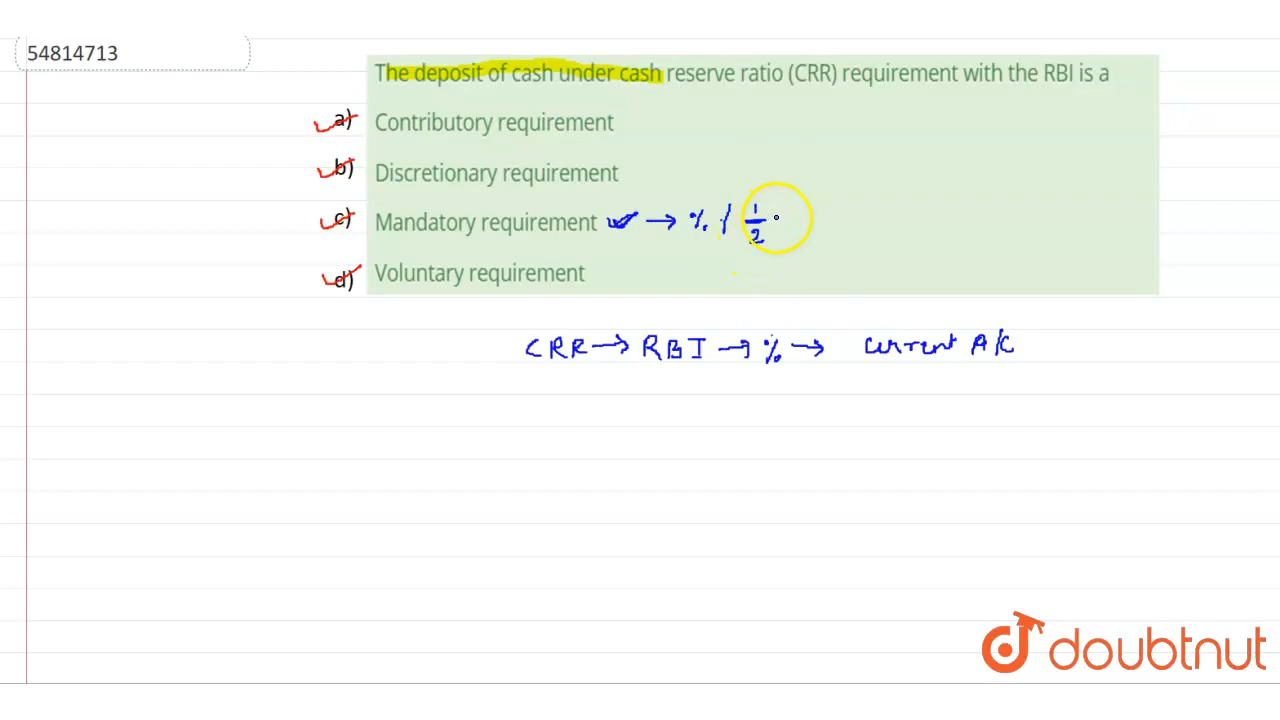 54814713
The deposit of cash under cash reserve ratio (CRR) requirement with the RBI is a
a) Contributory requirement
b) Discretionary requirement
c) Mandatory requirement ✓ → % / 1/2
d) Voluntary requirement
CRR → RBI → % → current A/C
doubtnut